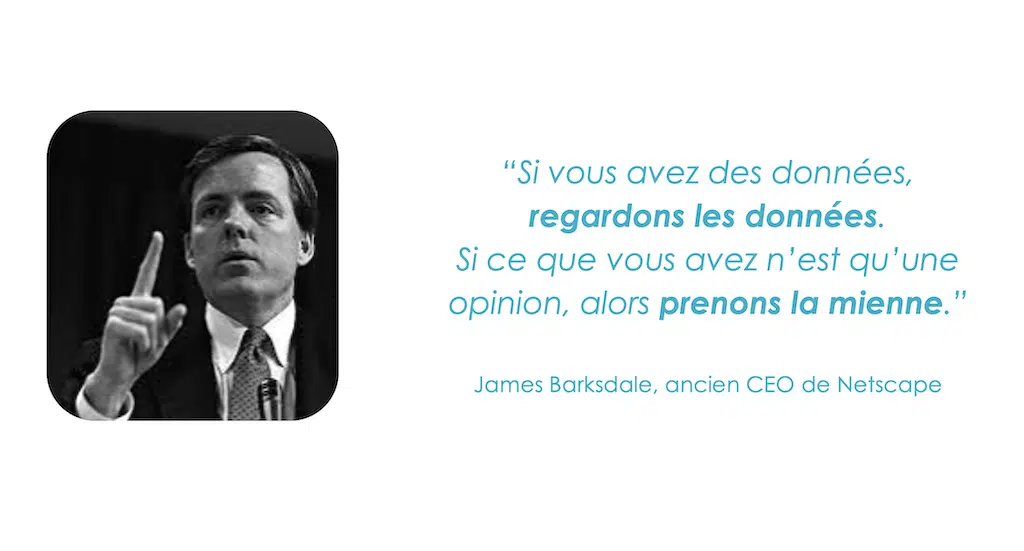 “Si vous avez des données,
regardons les données.
Si ce que vous avez n’est qu’une
opinion, alors prenons la mienne.”
James Barksdale, ancien CEO de Netscape